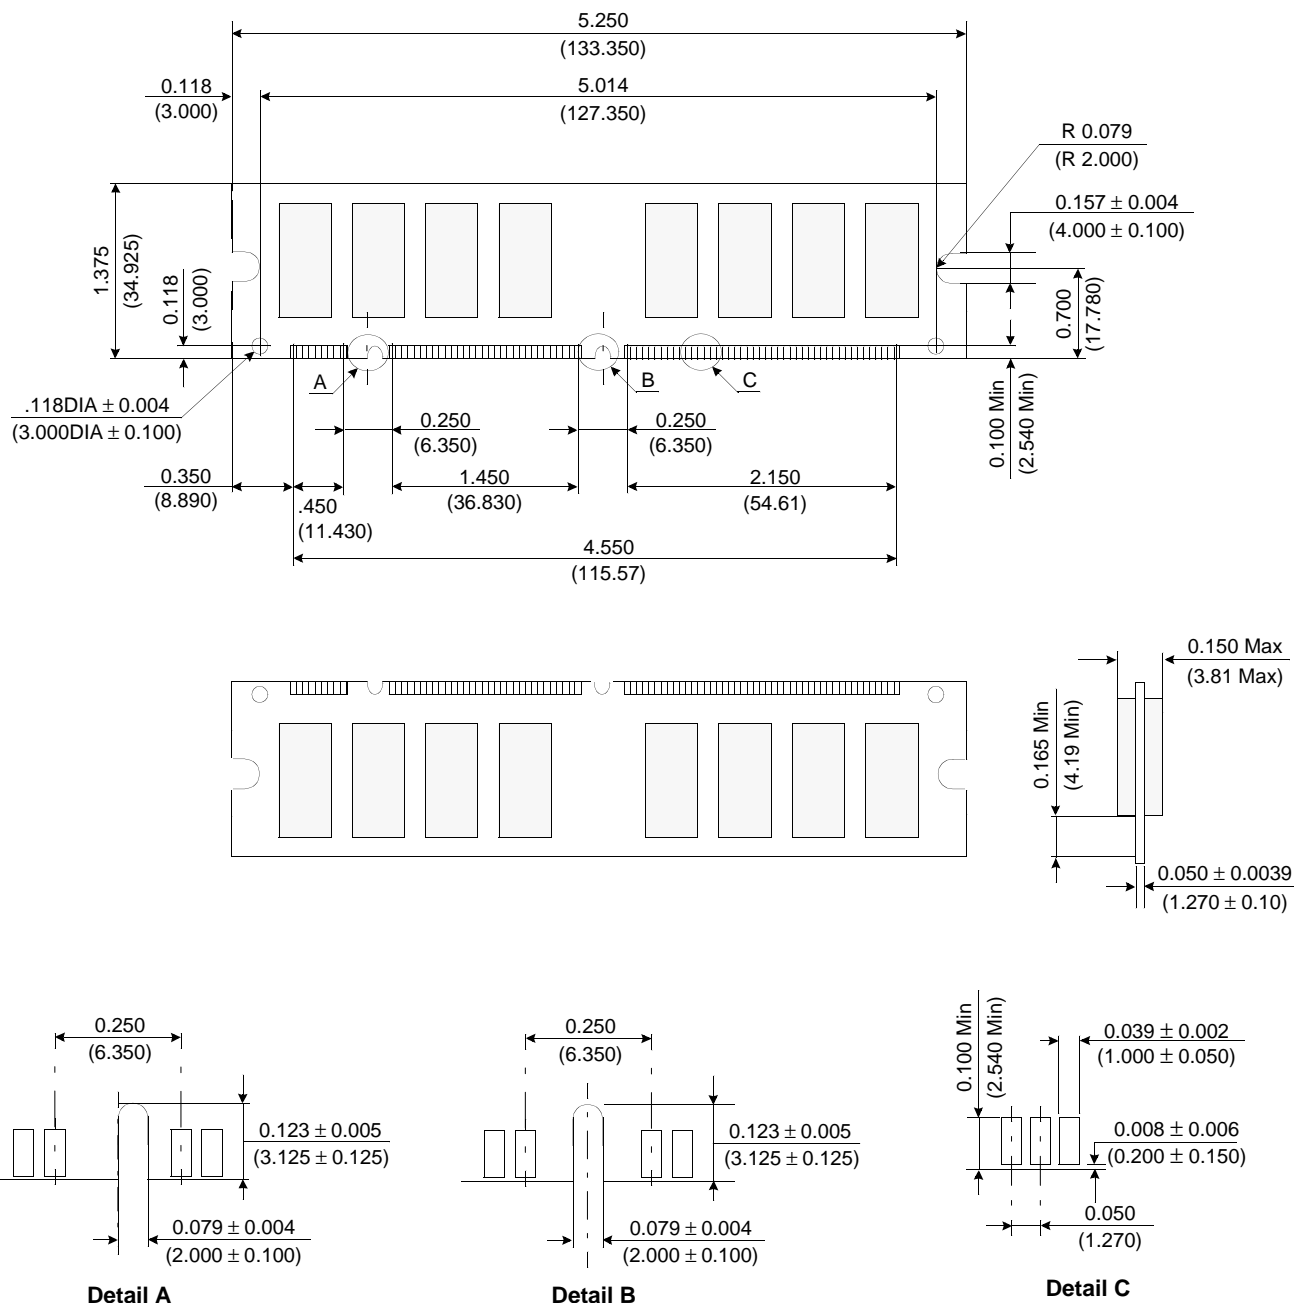 5.250
(133.350)
0.118
(3.000)
5.014
(127.350)
R 0.079
(R 2.000)
0.157 ± 0.004
(4.000 ± 0.100)
1.375
(34.925)
0.118
(3.000)
0.700
(17.780)
A
B
C
.118DIA ± 0.004
(3.000DIA ± 0.100)
0.250
(6.350)
0.250
(6.350)
0.100 Min
(2.540 Min)
0.350
(8.890)
.450
(11.430)
1.450
(36.830)
2.150
(54.61)
4.550
(115.57)
0.150 Max
(3.81 Max)
0.165 Min
(4.19 Min)
0.050 ± 0.0039
(1.270 ± 0.10)
0.250
(6.350)
0.123 ± 0.005
(3.125 ± 0.125)
0.079 ± 0.004
(2.000 ± 0.100)
Detail A
0.250
(6.350)
0.123 ± 0.005
(3.125 ± 0.125)
0.079 ± 0.004
(2.000 ± 0.100)
Detail B
0.100 Min
(2.540 Min)
0.039 ± 0.002
(1.000 ± 0.050)
0.008 ± 0.006
(0.200 ± 0.150)
0.050
(1.270)
Detail C